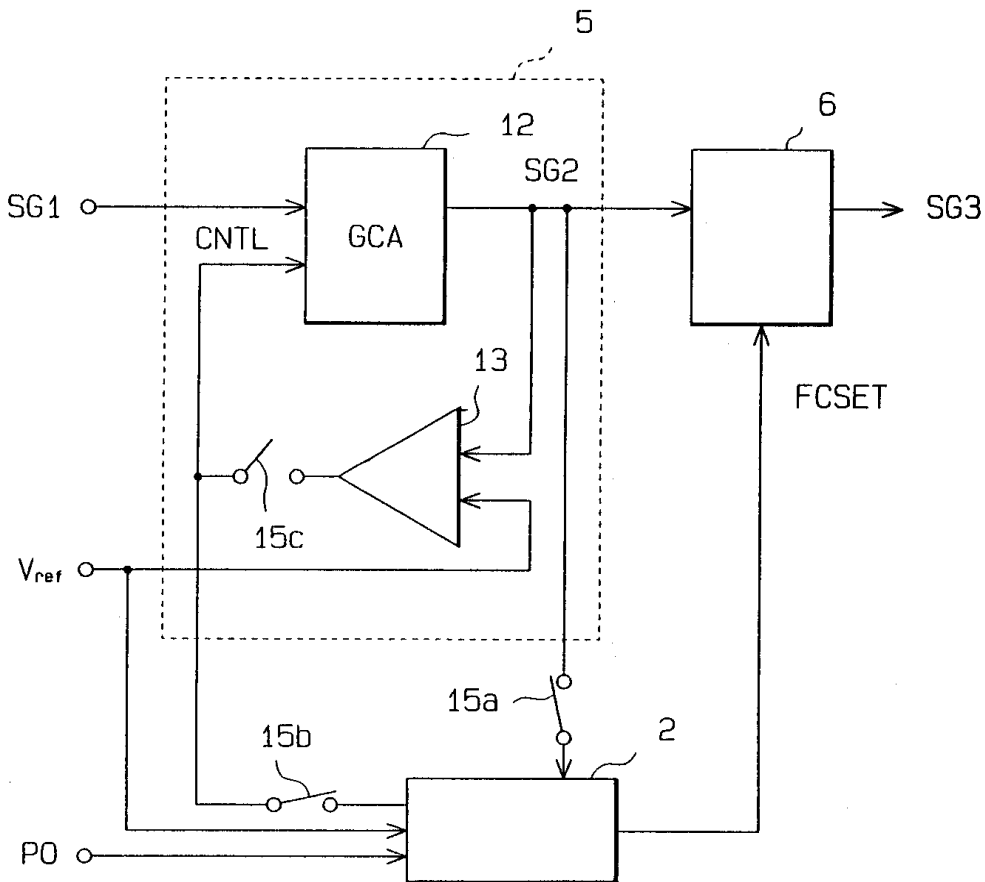 5
12
6
SG1
SG2
SG3
CNTL
GCA
13
FCSET
15c
Vref
15a
15b
2
PO